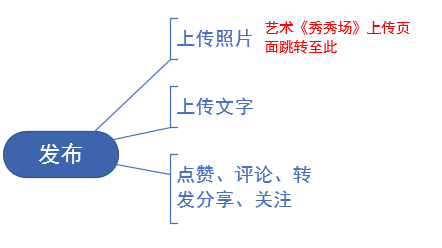 上传照片
艺术《秀秀场》上传页
面跳转至此
上传文字
发布
点赞、评论、转
发分享、关注